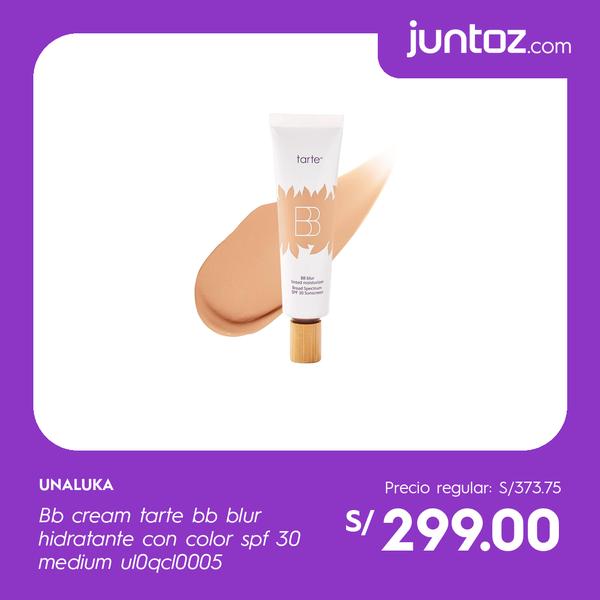 juntoz.com
tarte™
BB
BB blur
tinted moisturizer
Broad Spectrum
SPF 30 Sunscreen
UNALUKA
Bb cream tarte bb blur
hidratante con color spf 30
medium ul0qcl0005
Precio regular: S/373.75
S/ 299.00